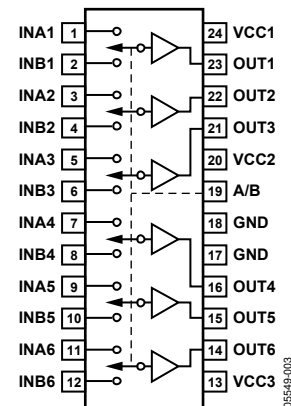 INA1 1 24 VCC1
INB1 2 23 OUT1
INA2 3 22 OUT2
INB2 4 21 OUT3
INA3 5 20 VCC2
INB3 6 19 A/B
INA4 7 18 GND
INB4 8 17 GND
INA5 9 16 OUT4
INB5 10 15 OUT5
INA6 11 14 OUT6
INB6 12 13 VCC3
05549-003